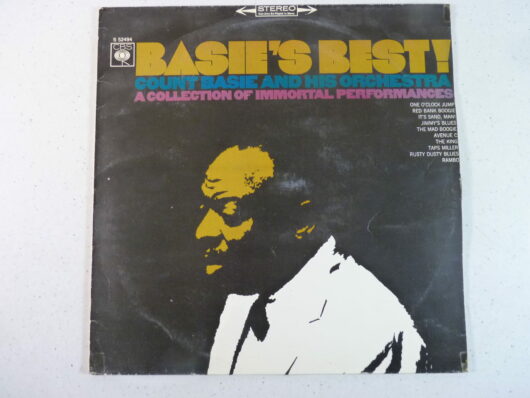 STEREO
S 52494
CBS
BASIE'S BEST!
COUNT BASIE AND HIS ORCHESTRA
A COLLECTION OF IMMORTAL PERFORMANCES
ONE O'CLOCK JUMP
RED BANK BOOGIE
IT'S SAND, MAN!
JIMMY'S BLUES
THE MAD BOOGIE
AVENUE C
THE KING
TAPS MILLER
RUSTY DUSTY BLUES
RAMBO